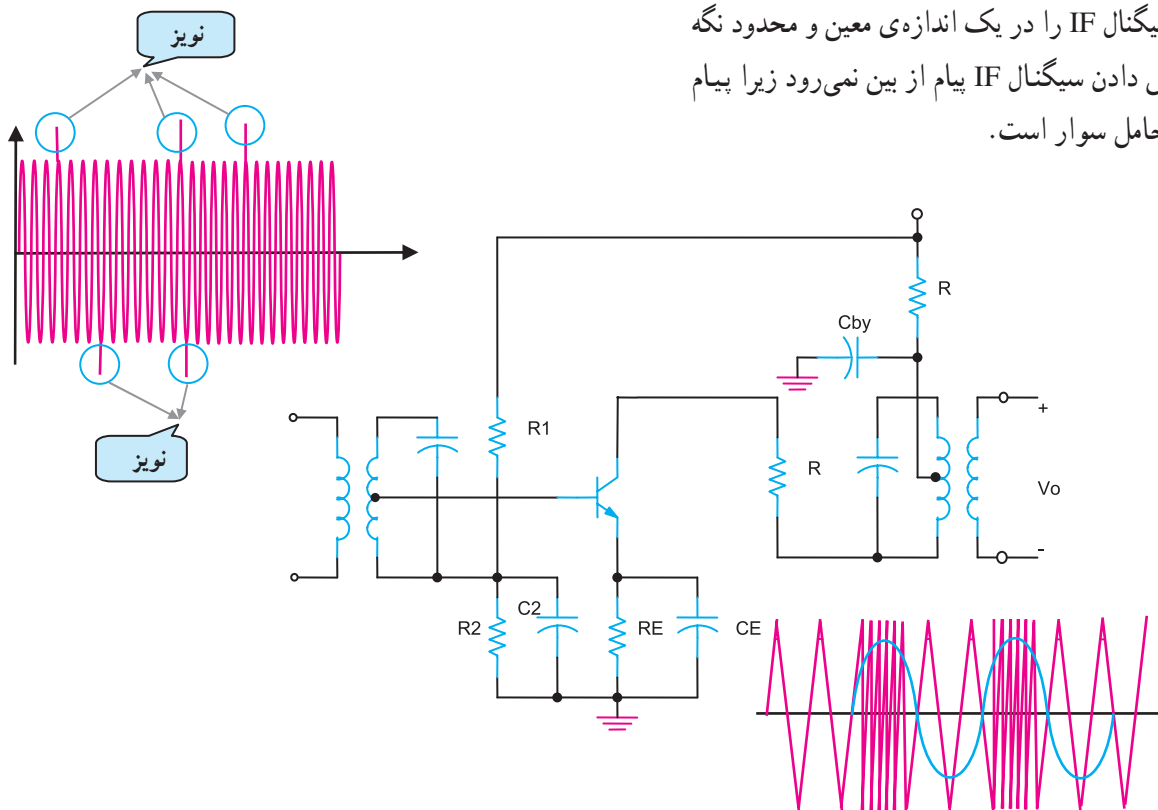 سیگنال IF را در یک اندازه‌ی معین و محدود نگه
دادن سیگنال IF پیام از بین نمی‌رود زیرا پیام
حامل سوار است.
نویز
نویز
R
Cby
R1
R
+
Vo
-
R2
C2
RE
CE